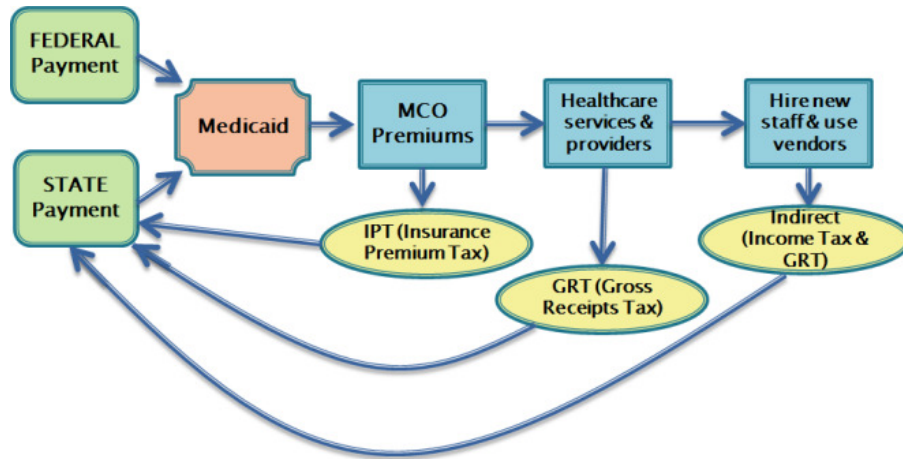 FEDERAL
Payment
Medicaid
MCO
Premiums
Healthcare
services &
providers
Hire new
staff & use
vendors
STATE
Payment
IPT (Insurance
Premium Tax)
GRT (Gross
Receipts Tax)
Indirect
(Income Tax &
GRT)